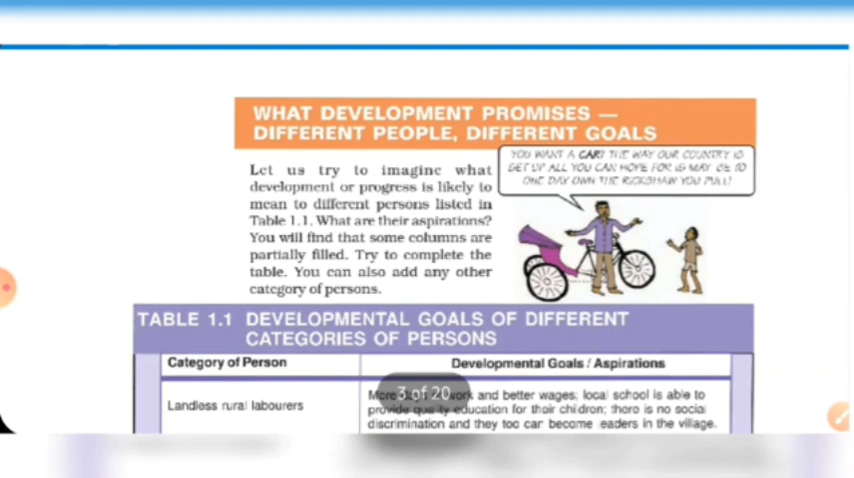 WHAT DEVELOPMENT PROMISES —
DIFFERENT PEOPLE, DIFFERENT GOALS
YOU WANT A CAR? THE WAY OUR COUNTRY IS
SET UP ALL YOU CAN HOPE FOR IS MAY BE TO
ONE DAY OWN THE RICKSHAW YOU PULL!
Let us try to imagine what
development or progress is likely to
mean to different persons listed in
Table 1.1. What are their aspirations?
You will find that some columns are
partially filled. Try to complete the
table. You can also add any other
category of persons.
TABLE 1.1 DEVELOPMENTAL GOALS OF DIFFERENT
CATEGORIES OF PERSONS
Category of Person
Developmental Goals / Aspirations
3 of 20
Landless rural labourers
More work and better wages; local school is able to
provide quality education for their children; there is no social
discrimination and they too can become leaders in the village.